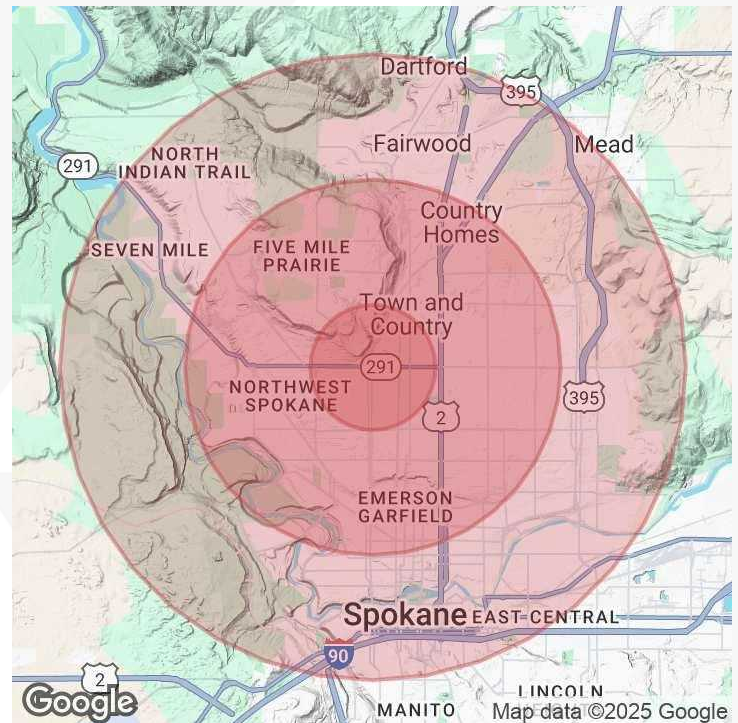 Dartford
395
Fairwood
Mead
291
NORTH
INDIAN TRAIL
Country
Homes
SEVEN MILE
FIVE MILE
PRAIRIE
Town and
Country
291
NORTHWEST
SPOKANE
395
2
EMERSON
GARFIELD
Spokane
EAST CENTRAL
90
2
LINCOLN
MANITO
Google
Map data ©2025 Google